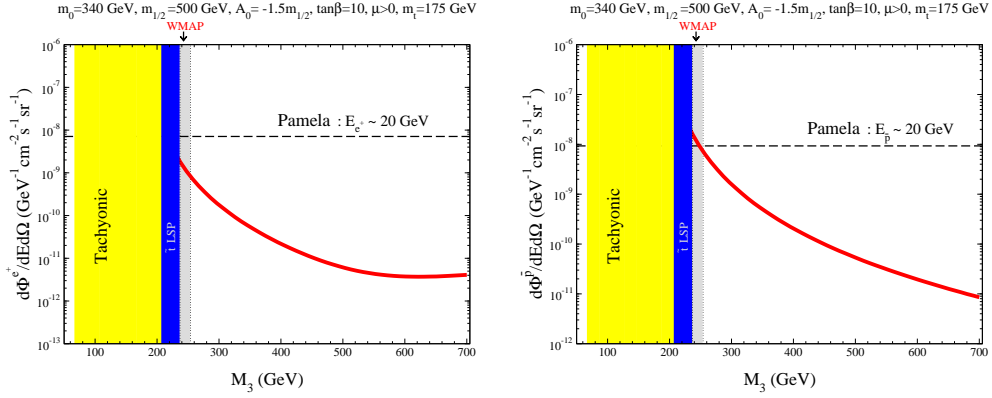 m₀=340 GeV, m₁/₂=500 GeV, A₀= -1.5m₁/₂, tanβ=10, μ>0, mₜ=175 GeV
WMAP
10⁻⁶
10⁻⁷
10⁻⁸
10⁻⁹
10⁻¹⁰
10⁻¹¹
10⁻¹²
10⁻¹³
dΦᵉ⁺/dEdΩ (GeV⁻¹ cm⁻² s⁻¹ sr⁻¹)
Pamela : Eₑ⁺ ~ 20 GeV
Tachyonic
t̃ LSP
100 200 300 400 500 600 700
M₃ (GeV)
m₀=340 GeV, m₁/₂=500 GeV, A₀= -1.5m₁/₂, tanβ=10, μ>0, mₜ=175 GeV
WMAP
10⁻⁶
10⁻⁷
10⁻⁸
10⁻⁹
10⁻¹⁰
10⁻¹¹
10⁻¹²
dΦᵖ̄/dEdΩ (GeV⁻¹ cm⁻² s⁻¹ sr⁻¹)
Pamela : E_p̄ ~ 20 GeV
Tachyonic
t̃ LSP
100 200 300 400 500 600 700
M₃ (GeV)